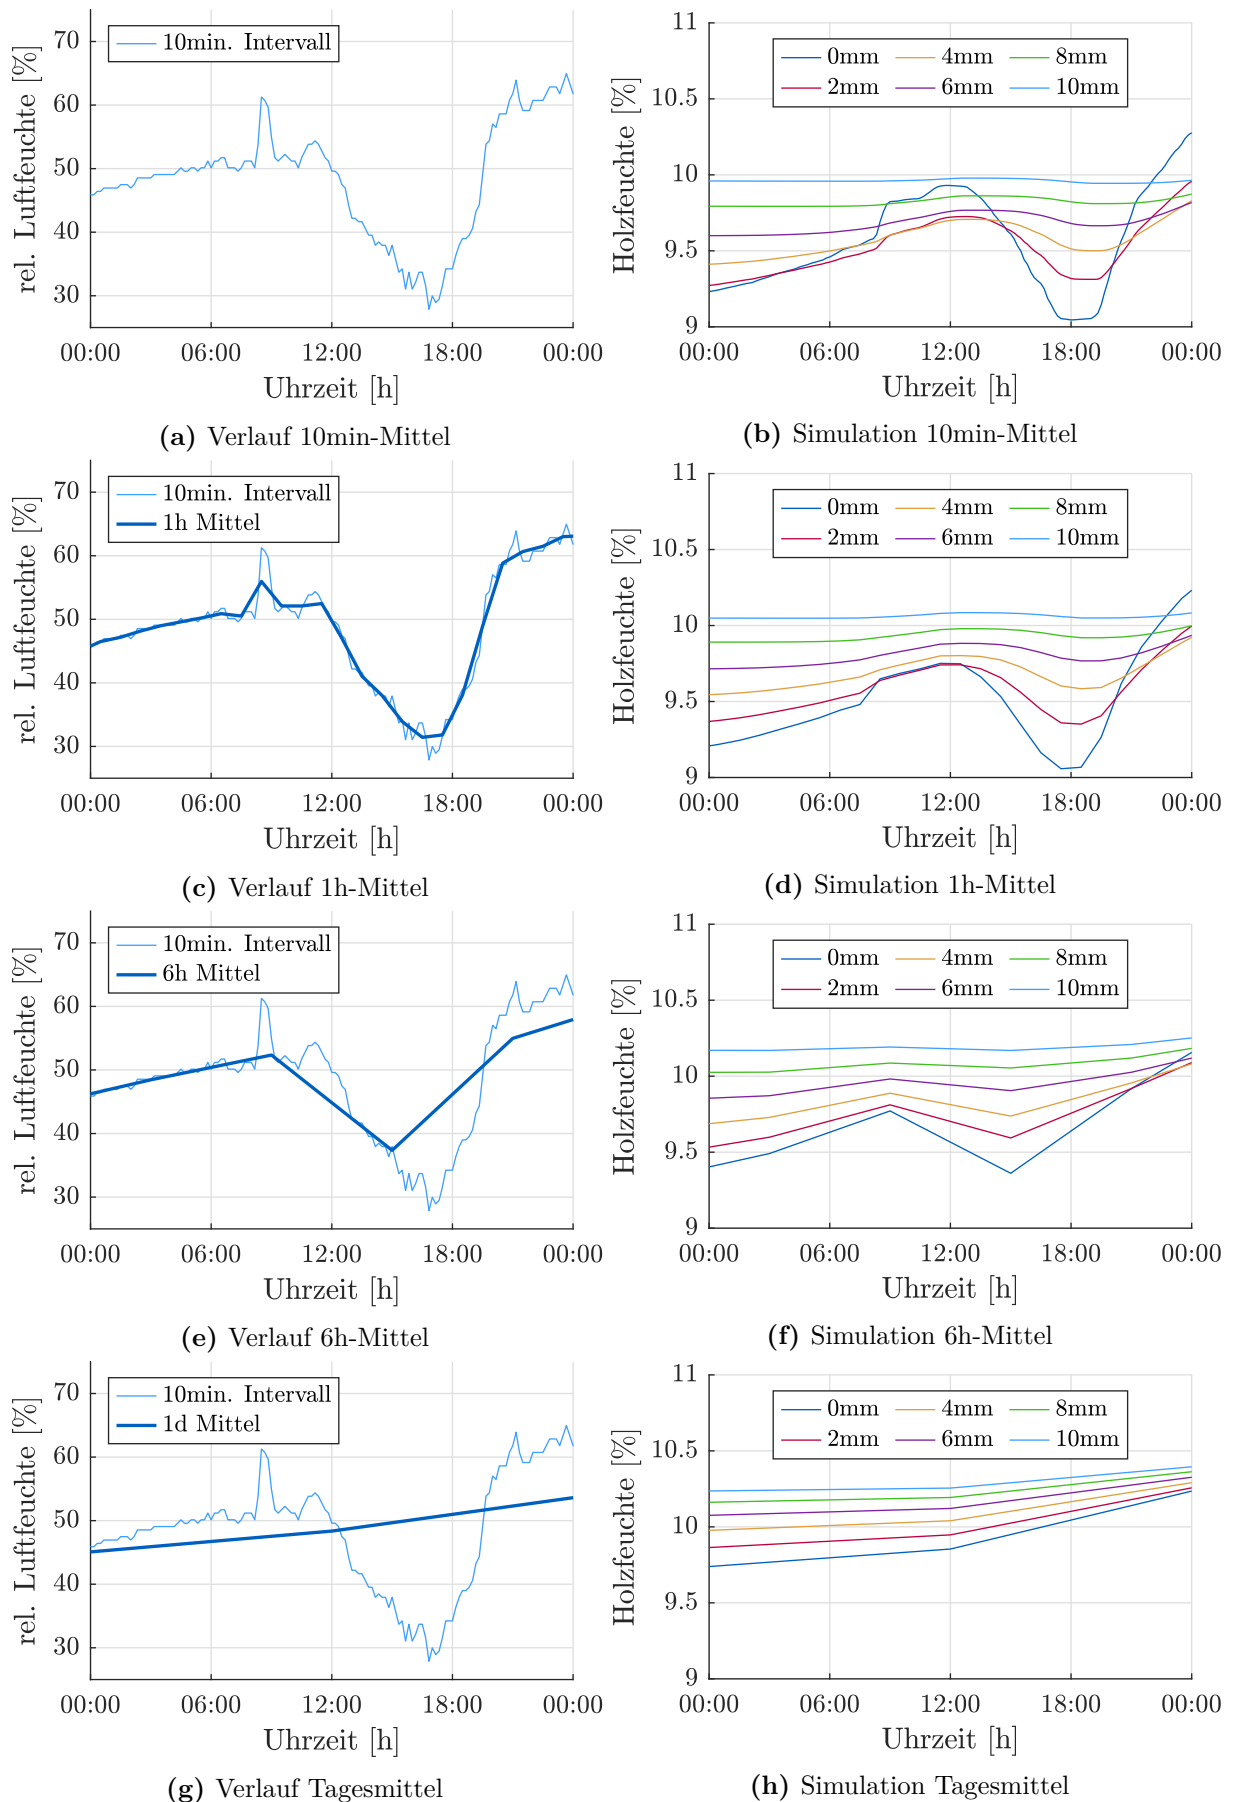 70
60
50
40
30
rel. Luftfeuchte [%]
10min. Intervall
00:00 06:00 12:00 18:00 00:00
Uhrzeit [h]
(a) Verlauf 10min-Mittel
11
10.5
10
9.5
9
Holzfeuchte [%]
0mm 4mm 8mm
2mm 6mm 10mm
00:00 06:00 12:00 18:00 00:00
Uhrzeit [h]
(b) Simulation 10min-Mittel
70
60
50
40
30
rel. Luftfeuchte [%]
10min. Intervall
1h Mittel
00:00 06:00 12:00 18:00 00:00
Uhrzeit [h]
(c) Verlauf 1h-Mittel
11
10.5
10
9.5
9
Holzfeuchte [%]
0mm 4mm 8mm
2mm 6mm 10mm
00:00 06:00 12:00 18:00 00:00
Uhrzeit [h]
(d) Simulation 1h-Mittel
70
60
50
40
30
rel. Luftfeuchte [%]
10min. Intervall
6h Mittel
00:00 06:00 12:00 18:00 00:00
Uhrzeit [h]
(e) Verlauf 6h-Mittel
11
10.5
10
9.5
9
Holzfeuchte [%]
0mm 4mm 8mm
2mm 6mm 10mm
00:00 06:00 12:00 18:00 00:00
Uhrzeit [h]
(f) Simulation 6h-Mittel
70
60
50
40
30
rel. Luftfeuchte [%]
10min. Intervall
1d Mittel
00:00 06:00 12:00 18:00 00:00
Uhrzeit [h]
(g) Verlauf Tagesmittel
11
10.5
10
9.5
9
Holzfeuchte [%]
0mm 4mm 8mm
2mm 6mm 10mm
00:00 06:00 12:00 18:00 00:00
Uhrzeit [h]
(h) Simulation Tagesmittel